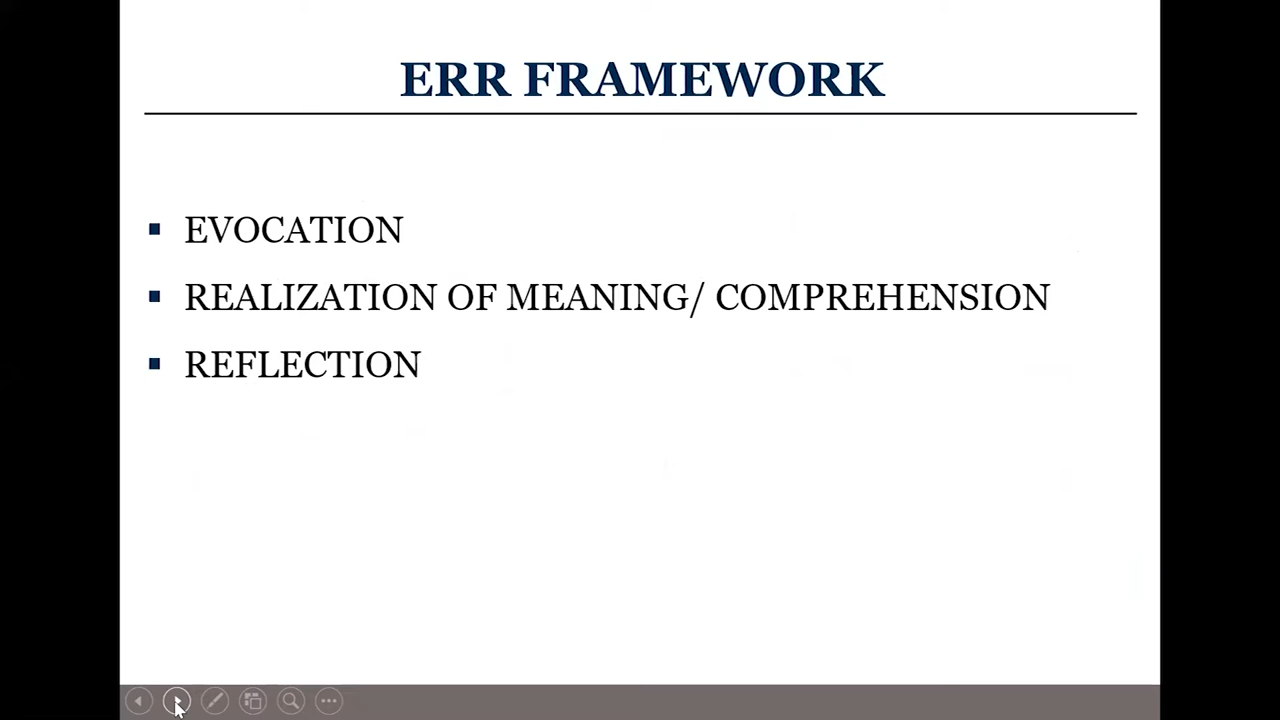 ERR FRAMEWORK
EVOCATION
REALIZATION OF MEANING/ COMPREHENSION
REFLECTION